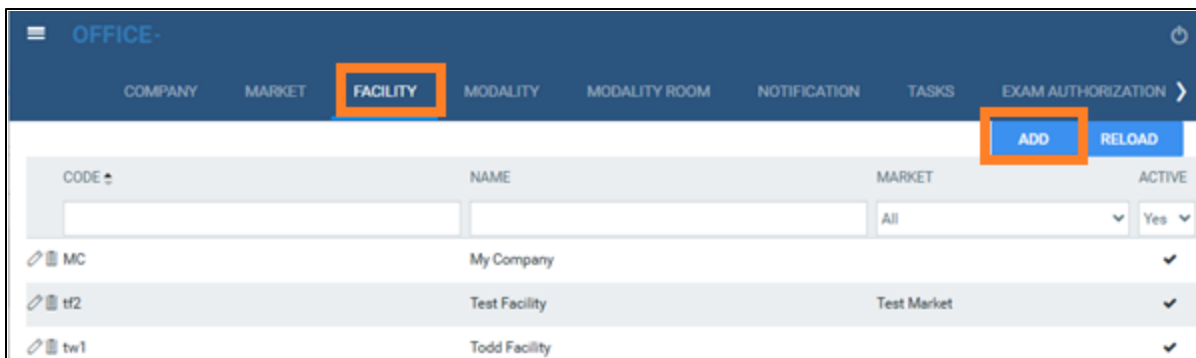 OFFICE-
COMPANY MARKET FACILITY MODALITY MODALITY ROOM NOTIFICATION TASKS EXAM AUTHORIZATION
ADD RELOAD
CODE NAME MARKET ACTIVE
All Yes
MC My Company
tf2 Test Facility Test Market
tw1 Todd Facility